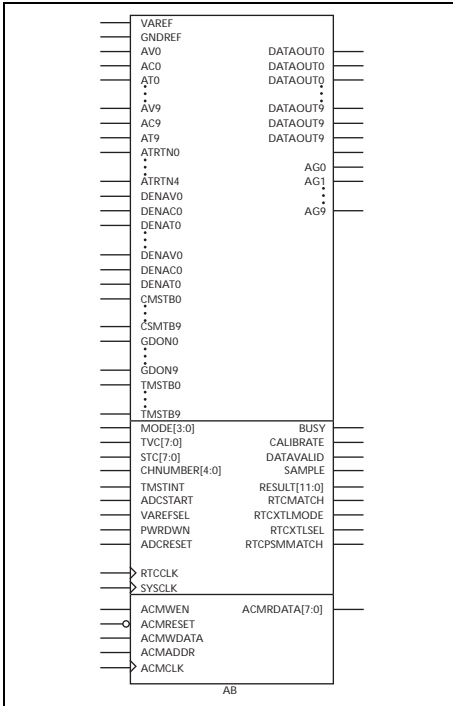 VAREF
GNDREF
AV0 DATAOUT0
AC0 DATAOUT0
AT0 DATAOUT0
AV9 DATAOUT9
AC9 DATAOUT9
AT9 DATAOUT9
ATRTN0
AG0
ATRTN4 AG1
DENAV0
DENAC0 AG9
DENAT0
DENAV0
DENAC0
DENAT0
CMSTB0
CSMTB9
GDON0
GDON9
TMSTB0
TMSTB9
MODE[3:0] BUSY
TVC[7:0] CALIBRATE
STC[7:0] DATAVALID
CHNUMBER[4:0] SAMPLE
TMSTINT RESULT[11:0]
ADCSTART RTCMATCH
VAREFSEL RTCXTLMODE
PWRDWN RTCXTLSEL
ADCRESET RTCPSMMATCH
RTCCLK
SYSCLK
ACMWEN ACMRDATA[7:0]
ACMRESET
ACMWDATA
ACMADDR
ACMCLK
AB